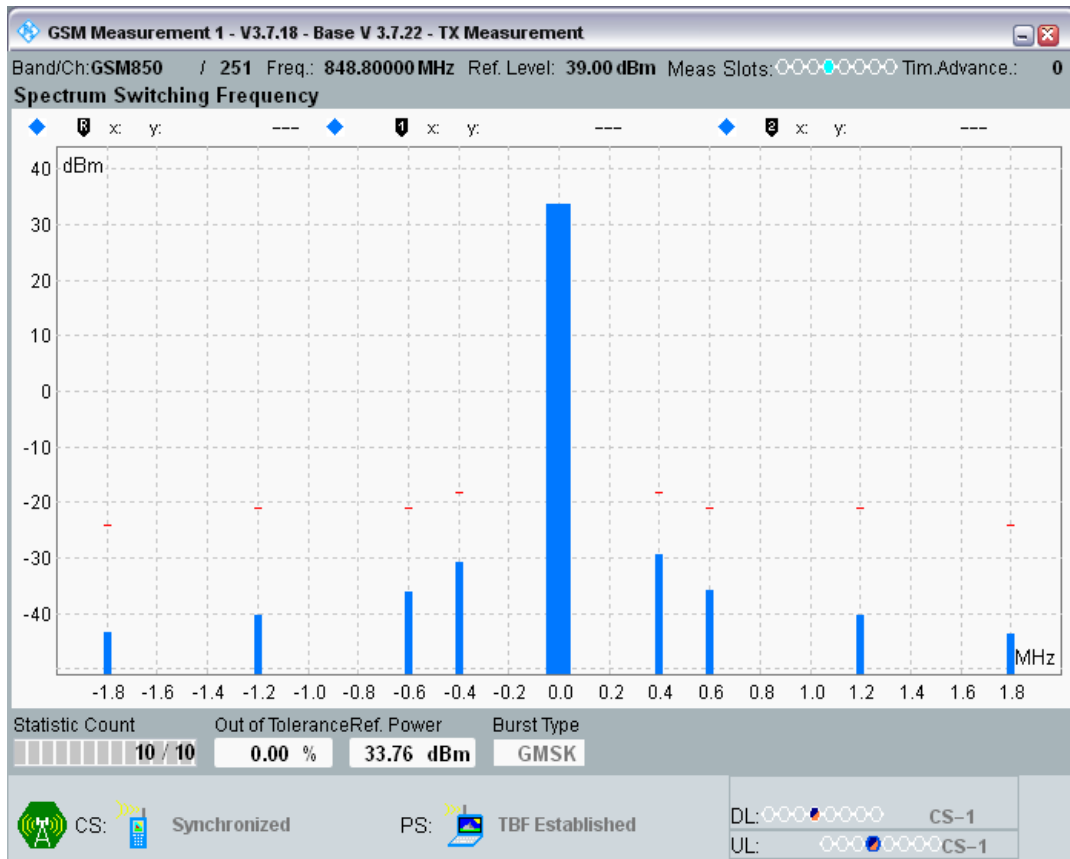 GSM Measurement 1 - V3.7.18 - Base V 3.7.22 - TX Measurement
Band/Ch:GSM850 / 251 Freq.: 848.80000 MHz Ref. Level: 39.00 dBm Meas Slots: Tim.Advance.: 0
Spectrum Switching Frequency
R x: y: --- 1 x: y: --- 2 x: y: ---
dBm
40
30
20
10
0
-10
-20
-30
-40
MHz
-1.8 -1.6 -1.4 -1.2 -1.0 -0.8 -0.6 -0.4 -0.2 0.0 0.2 0.4 0.6 0.8 1.0 1.2 1.4 1.6 1.8
Statistic Count Out of Tolerance Ref. Power Burst Type
10 / 10 0.00 % 33.76 dBm GMSK
CS: Synchronized PS: TBF Established DL: CS-1
UL: CS-1